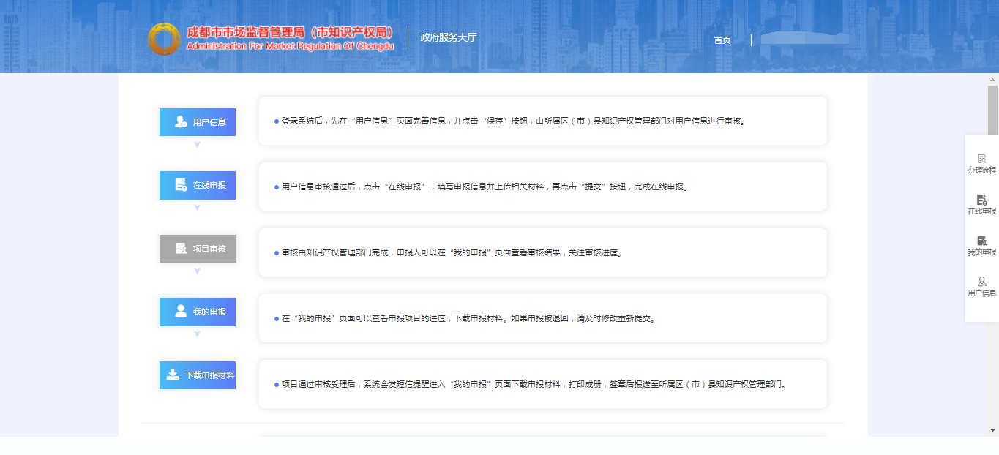 成都市市场监督管理局（市知识产权局）
Administration For Market Regulation Of Chengdu
政府服务大厅
首页
用户信息
登录系统后，先在“用户信息”页面完善信息，并点击“保存”按钮，由所属区（市）县知识产权管理部门对用户信息进行审核。
在线申报
用户信息审核通过后，点击“在线申报”，填写申报信息并上传相关材料，再点击“提交”按钮，完成在线申报。
项目审核
审核由知识产权管理部门完成，申报人可以在“我的申报”页面查看审核结果，关注审核进度。
我的申报
在“我的申报”页面可以查看申报项目的进度，下载申报材料。如果申报被退回，请及时修改重新提交。
下载申报材料
项目通过审核受理后，系统会发短信提醒进入“我的申报”页面下载申报材料，打印成册，签章后报送至所属区（市）县知识产权管理部门。
办理流程
在线申报
我的申报
用户信息